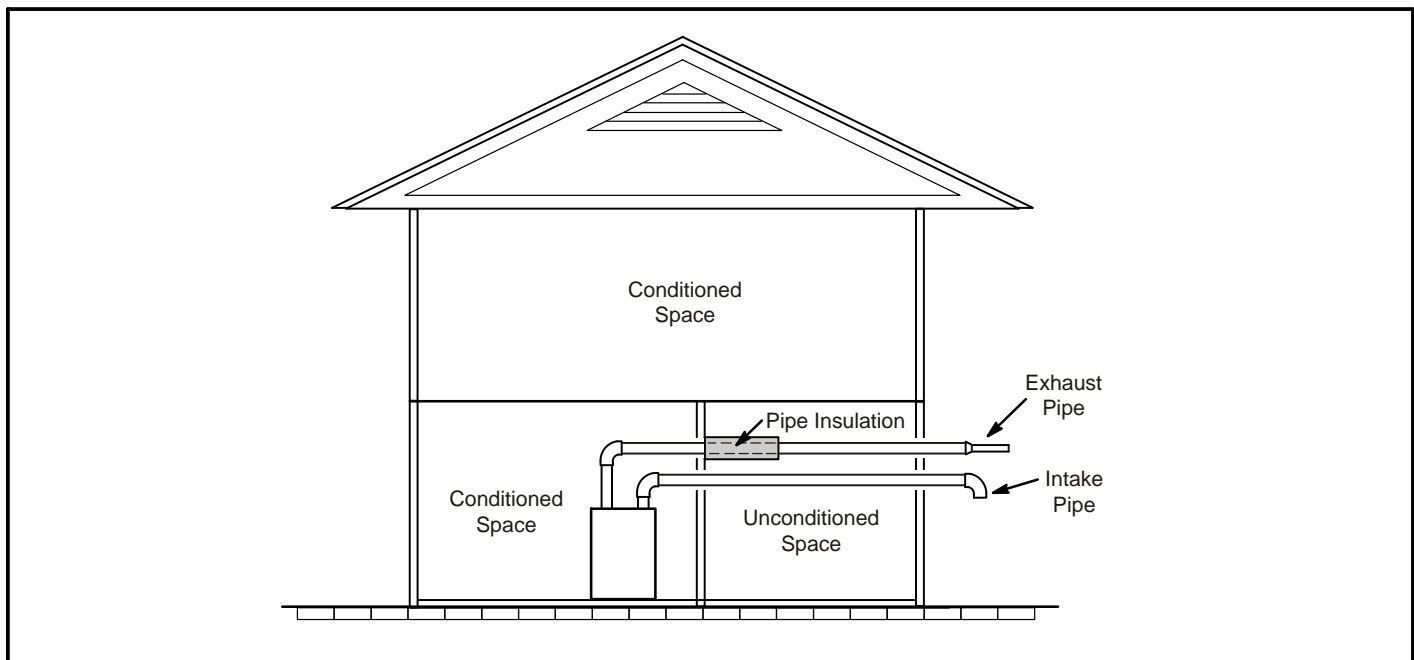 Conditioned
Space
Exhaust
Pipe
Pipe Insulation
Conditioned
Space
Intake
Pipe
Unconditioned
Space